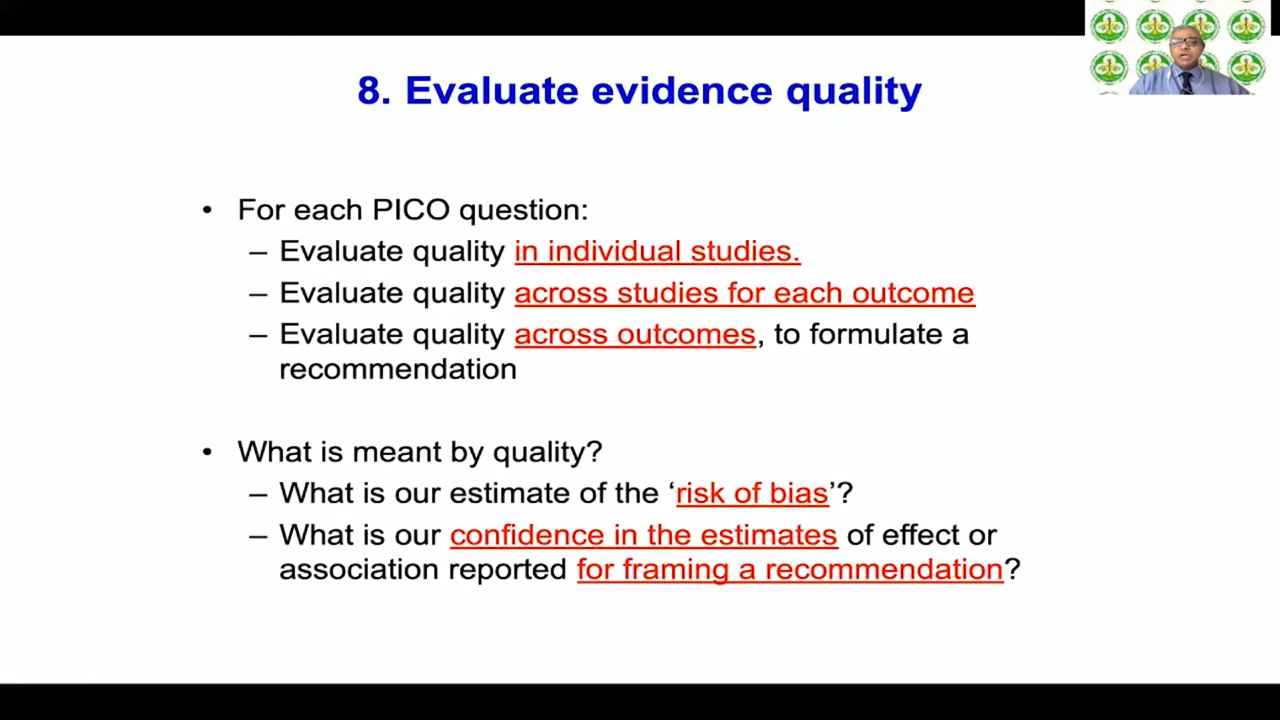 8. Evaluate evidence quality
• For each PICO question:
– Evaluate quality in individual studies.
– Evaluate quality across studies for each outcome
– Evaluate quality across outcomes, to formulate a
recommendation
• What is meant by quality?
– What is our estimate of the ‘risk of bias’?
– What is our confidence in the estimates of effect or
association reported for framing a recommendation?